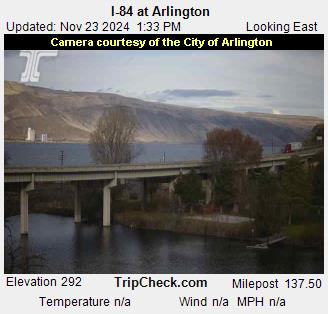 I-84 at Arlington
Updated: Nov 23 2024 1:33 PM Looking East
Camera courtesy of the City of Arlington
Elevation 292 TripCheck.com Milepost 137.50
Temperature n/a Wind n/a MPH n/a